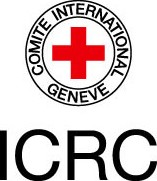 COMITE INTERNATIONAL
GENEVE
ICRC